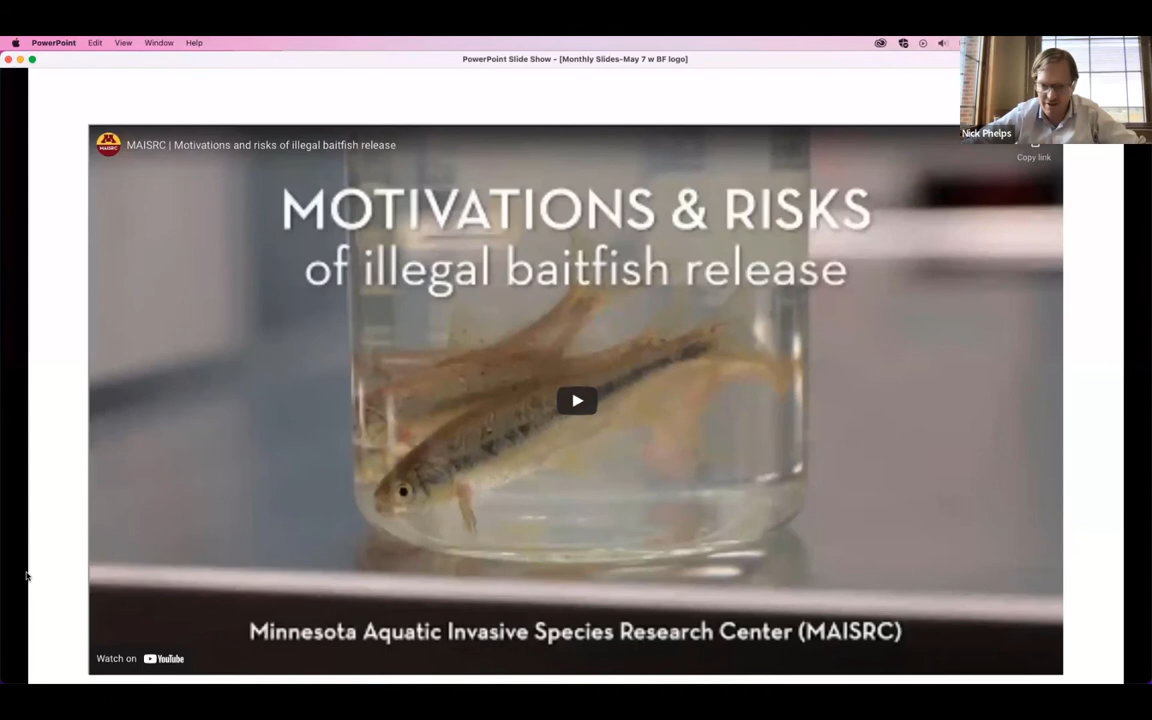 PowerPoint Edit View Window Help
PowerPoint Slide Show - [Monthly Slides-May 7 w BF logo]
Nick Phelps
MAISRC
MAISRC | Motivations and risks of illegal baitfish release
Copy link
MOTIVATIONS & RISKS
of illegal baitfish release
Minnesota Aquatic Invasive Species Research Center (MAISRC)
Watch on YouTube